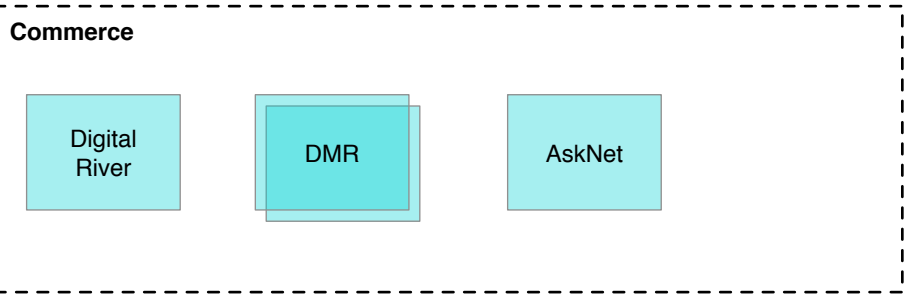 Commerce
Digital
River
DMR
AskNet